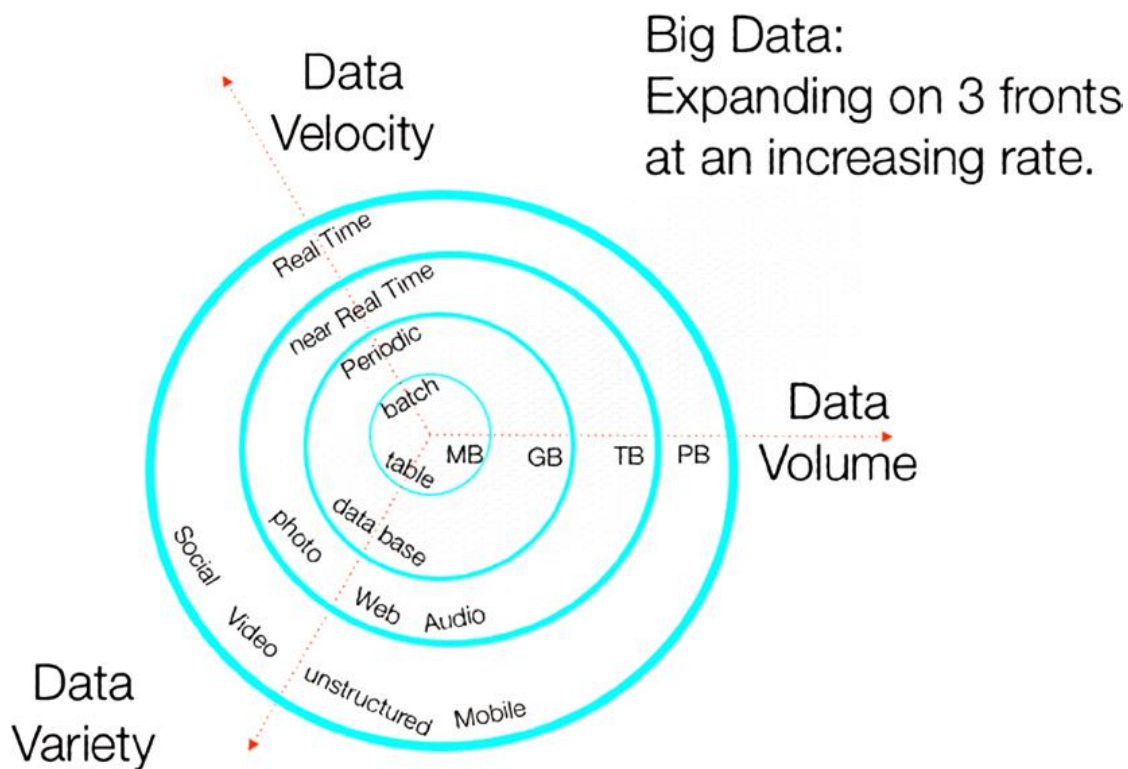 Big Data:
Expanding on 3 fronts
at an increasing rate.
Data
Velocity
Real Time
near Real Time
Periodic
batch
Data
Volume
MB GB TB PB
table
data base
photo
Web Audio
Social
Video
unstructured Mobile
Data
Variety